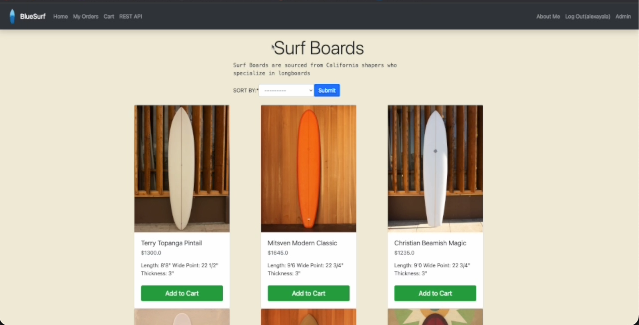 BlueSurf Home My Orders Cart REST API About Me Log Out(alewayala) Admin
Surf Boards
Surf Boards are sourced from California shapers who
specialize in longboards
SORT BY:* --------- Submit
Terry Topanga Pintail
$1300.0
Length: 8'8" Wide Point: 22 1/2"
Thickness: 3"
Add to Cart
Mitsven Modern Classic
$1645.0
Length: 9'6 Wide Point: 22 3/4"
Thickness: 3"
Add to Cart
Christian Beamish Magic
$1235.0
Length: 9'0 Wide Point: 22 3/4"
Thickness: 3"
Add to Cart